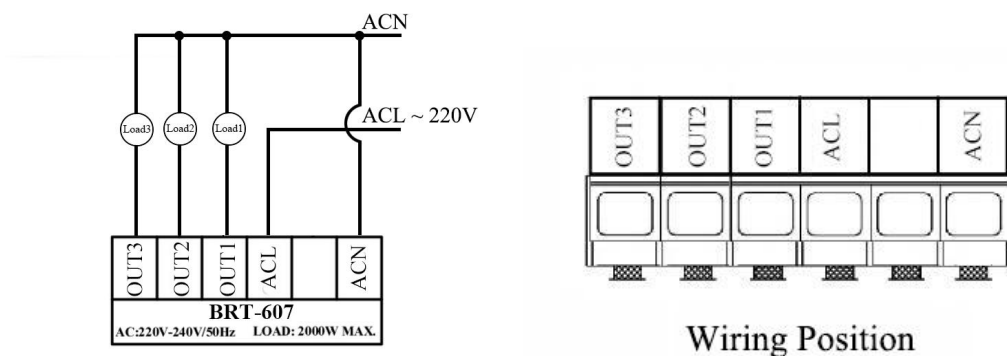 ACN
ACL ~ 220V
Load3
Load2
Load1
OUT3
OUT2
OUT1
ACL
ACN
BRT-607
AC:220V-240V/50Hz LOAD: 2000W MAX.
OUT3
OUT2
OUT1
ACL
ACN
Wiring Position